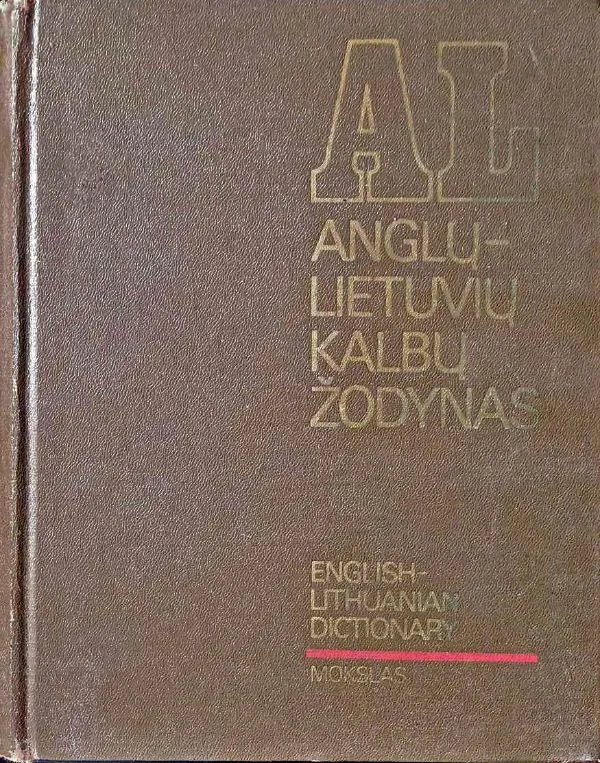 AL
ANGLŲ-
LIETUVIŲ
KALBŲ
ŽODYNAS
ENGLISH-
LITHUANIAN
DICTIONARY
MOKSLAS